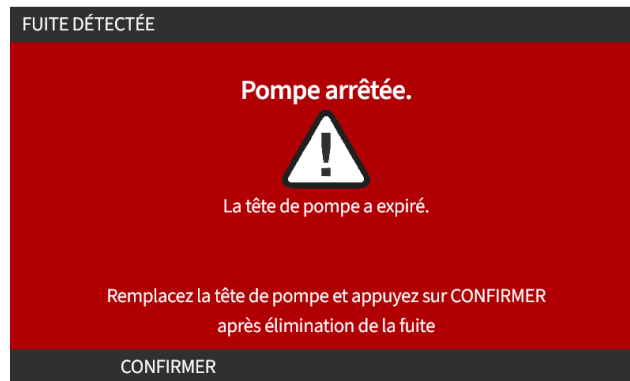 FUITE DÉTECTÉE
Pompe arrêtée.
!
La tête de pompe a expiré.
Remplacez la tête de pompe et appuyez sur CONFIRMER
après élimination de la fuite
CONFIRMER